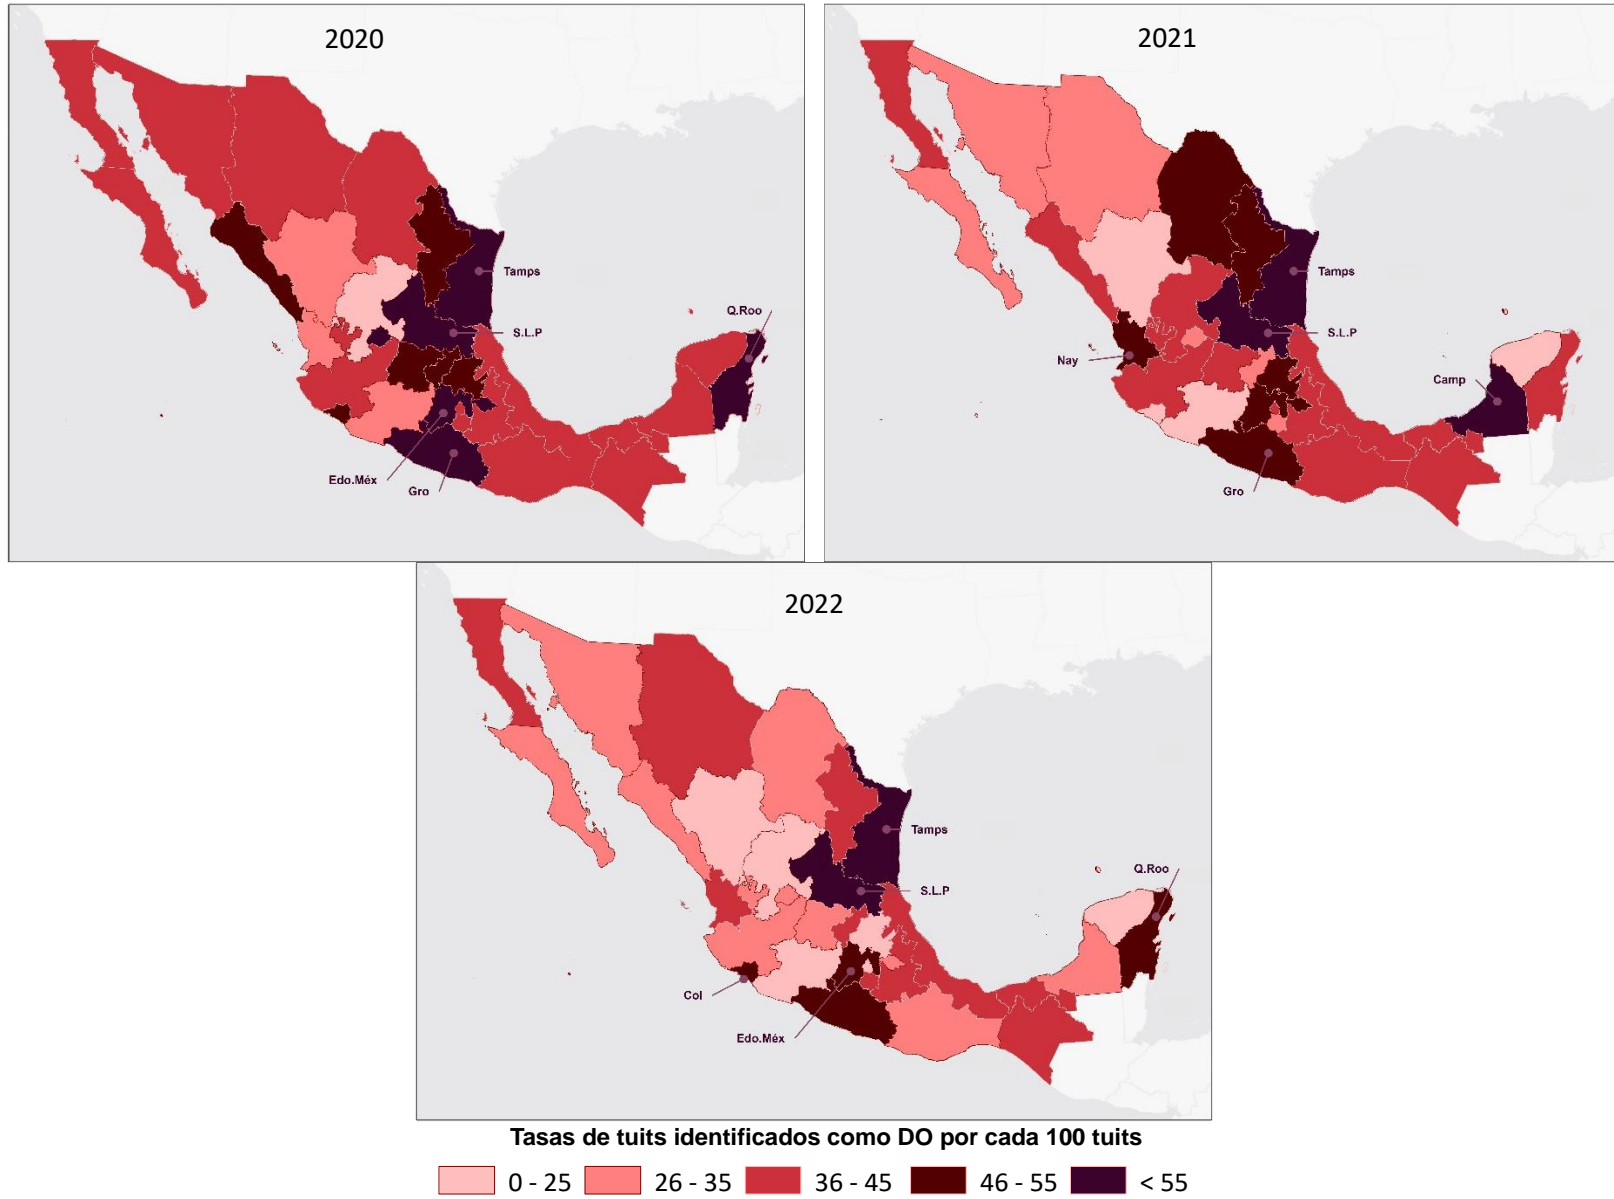 2020
Tamps
Q.Roo
S.L.P
Edo.Méx
Gro
2021
Tamps
S.L.P
Nay
Camp
Gro
2022
Tamps
Q.Roo
S.L.P
Col
Edo.Méx
Tasas de tuits identificados como DO por cada 100 tuits
0 - 25 26 - 35 36 - 45 46 - 55 < 55